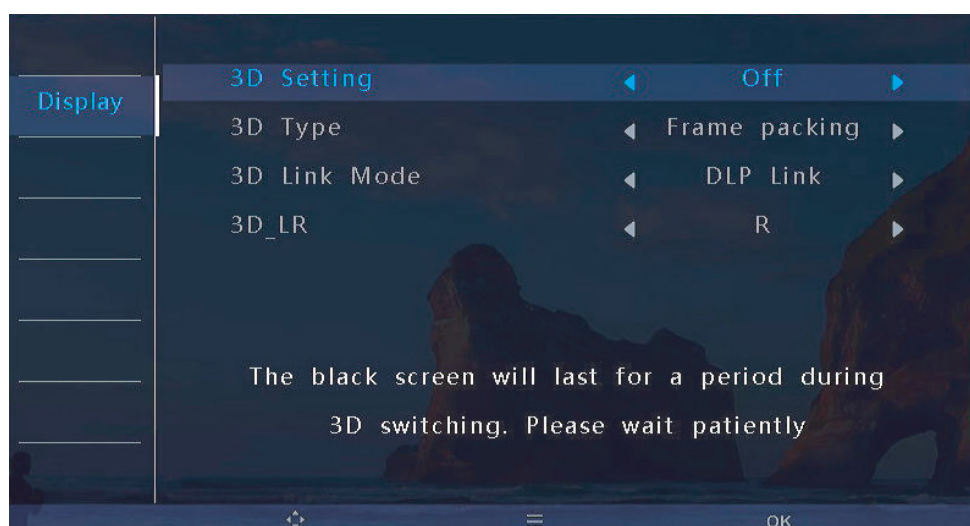 Display
3D Setting Off
3D Type Frame packing
3D Link Mode DLP Link
3D_LR R
The black screen will last for a period during
3D switching. Please wait patiently
OK